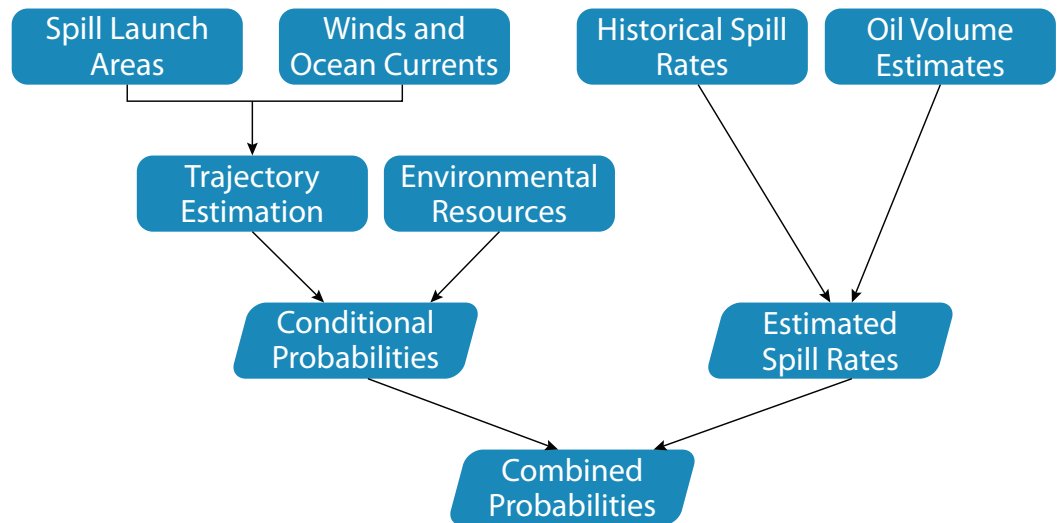 Spill Launch
Areas
Winds and
Ocean Currents
Historical Spill
Rates
Oil Volume
Estimates
Trajectory
Estimation
Environmental
Resources
Conditional
Probabilities
Estimated
Spill Rates
Combined
Probabilities